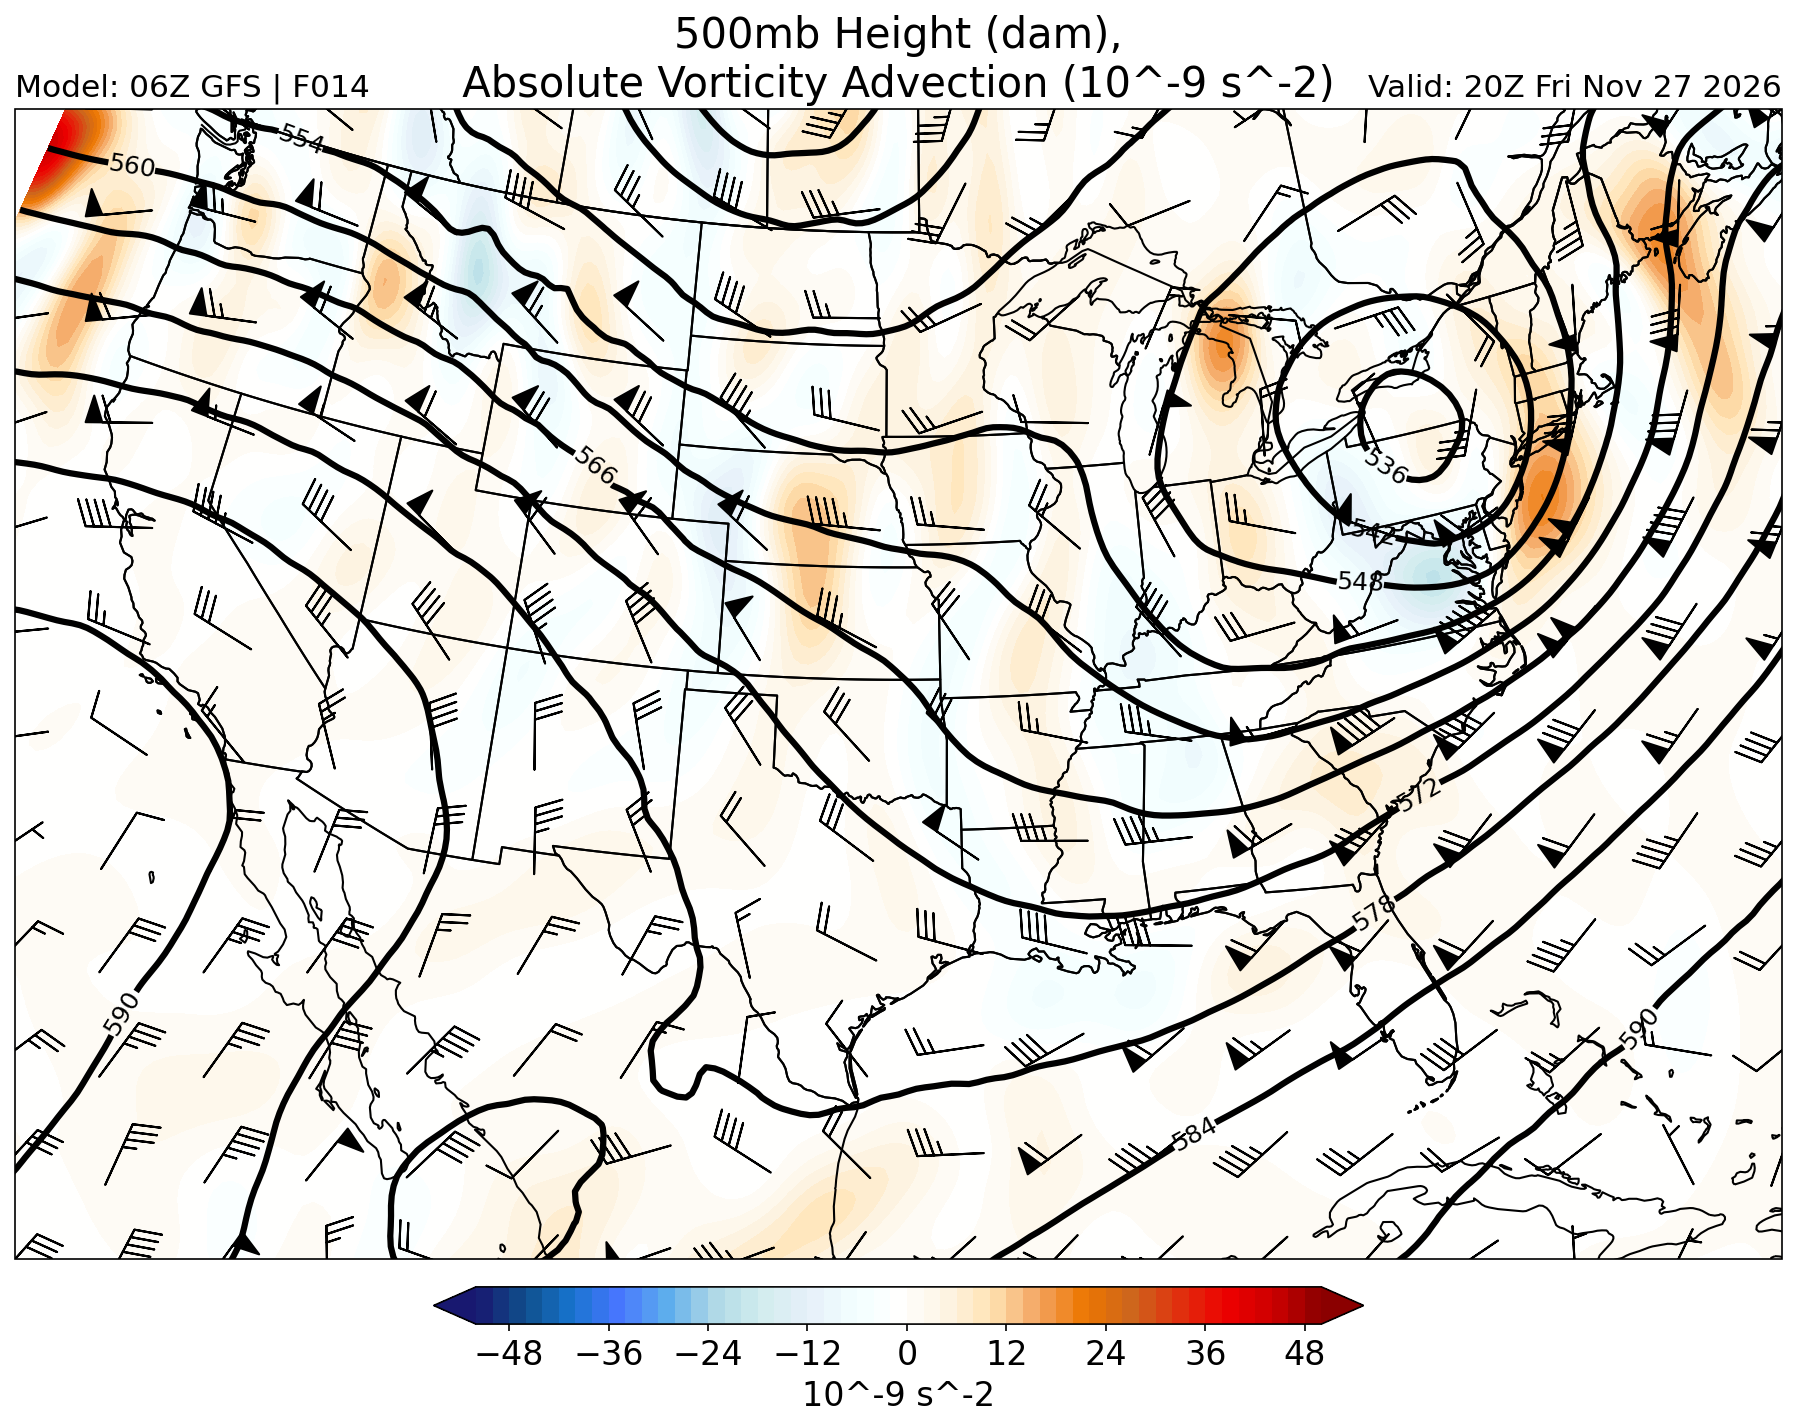 500mb Height (dam),
Model: 06Z GFS | F014
Absolute Vorticity Advection (10^-9 s^-2)
Valid: 20Z Fri Nov 27 2026
554
560
566
536
542
548
572
578
590
590
584
−48 −36 −24 −12 0 12 24 36 48
10^-9 s^-2